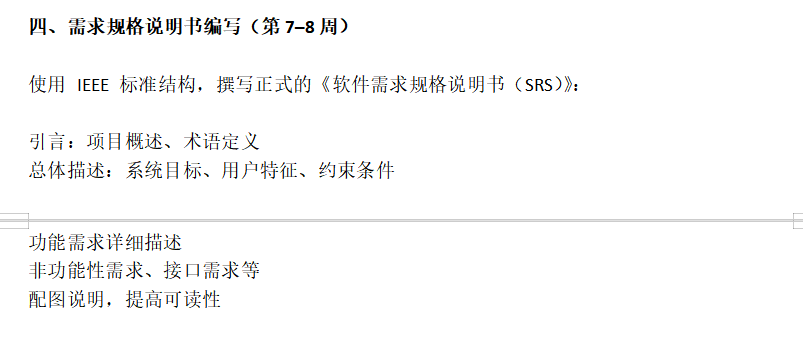 四、需求规格说明书编写（第 7–8 周）
使用 IEEE 标准结构，撰写正式的《软件需求规格说明书（SRS）》：
引言：项目概述、术语定义
总体描述：系统目标、用户特征、约束条件
功能需求详细描述
非功能性需求、接口需求等
配图说明，提高可读性